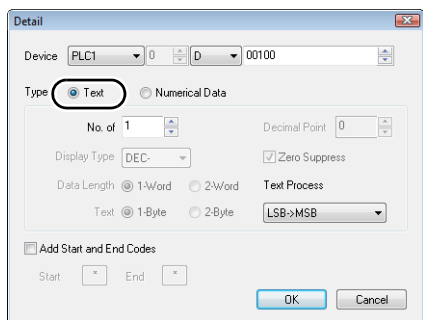 Detail
Device PLC1 0 D 00100
Type Text Numerical Data
No. of 1 Decimal Point 0
Display Type DEC- Zero Suppress
Data Length 1-Word 2-Word Text Process
Text 1-Byte 2-Byte LSB->MSB
Add Start and End Codes
Start * End *
OK Cancel